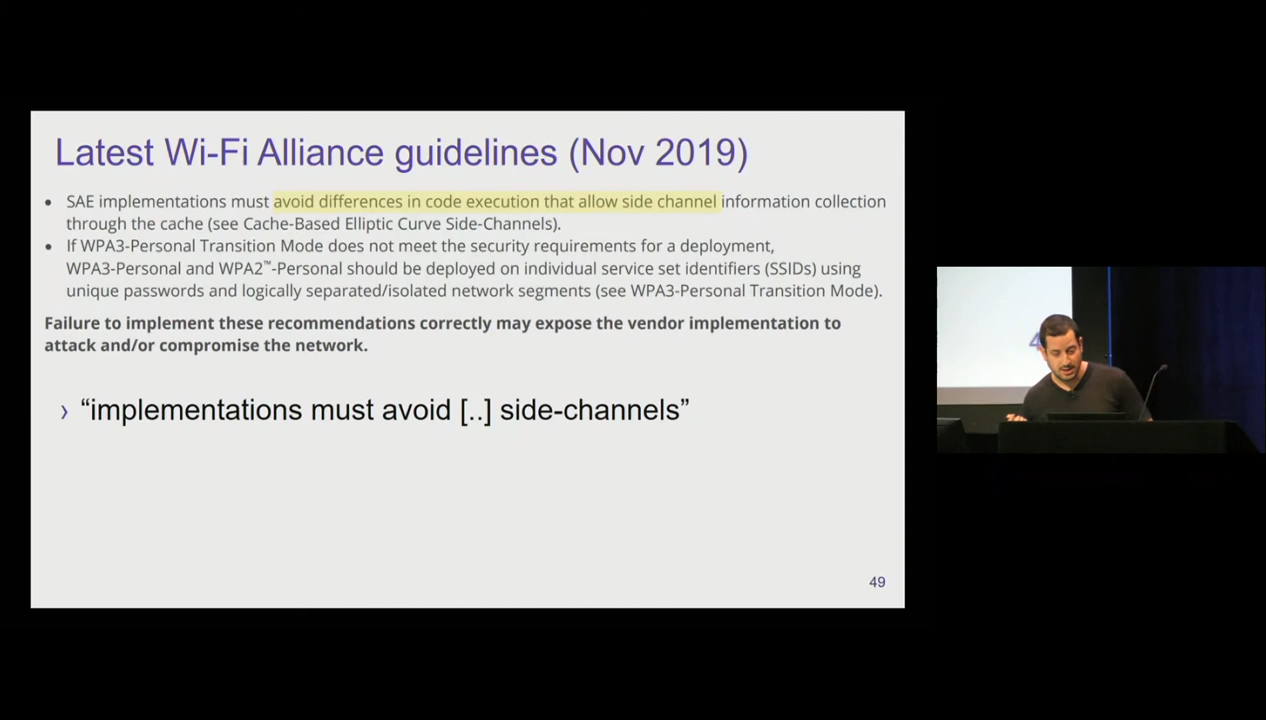 Latest Wi-Fi Alliance guidelines (Nov 2019)
• SAE implementations must avoid differences in code execution that allow side channel information collection
through the cache (see Cache-Based Elliptic Curve Side-Channels).
• If WPA3-Personal Transition Mode does not meet the security requirements for a deployment,
WPA3-Personal and WPA2™-Personal should be deployed on individual service set identifiers (SSIDs) using
unique passwords and logically separated/isolated network segments (see WPA3-Personal Transition Mode).
Failure to implement these recommendations correctly may expose the vendor implementation to
attack and/or compromise the network.
› “implementations must avoid [..] side-channels”
49